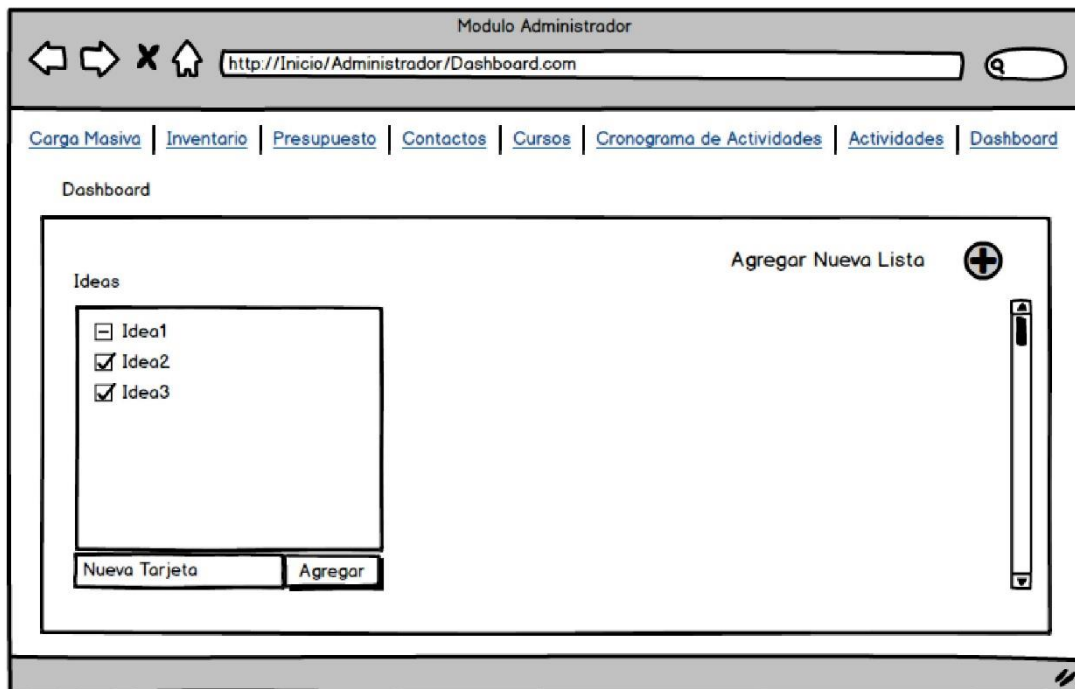 Modulo Administrador
http://Inicio/Administrador/Dashboard.com
Carga Masiva | Inventario | Presupuesto | Contactos | Cursos | Cronograma de Actividades | Actividades | Dashboard
Dashboard
Agregar Nueva Lista
Ideas
Idea1
Idea2
Idea3
Nueva Tarjeta Agregar